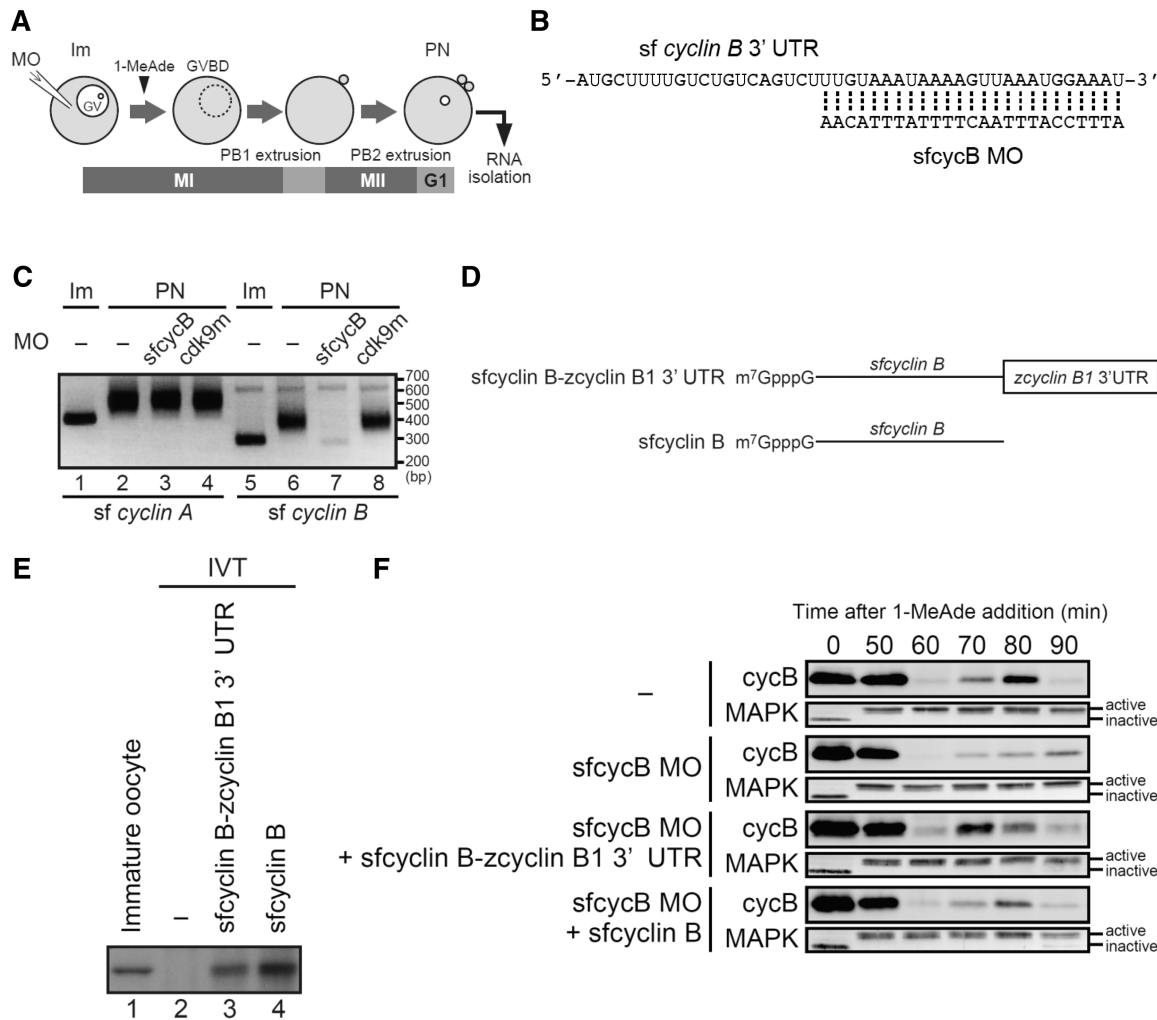 A
MO
Im
1-MeAde
GVBD
PN
GV
PB1 extrusion
PB2 extrusion
RNA
isolation
MI
MII
G1
B
sf cyclin B 3’ UTR
5’-AUGCUUUUGUCUGUCAGUCUUUGUAAAUAAAAGUUAAAUGGAAAU-3’
AACATTTATTTTCAATTTACCTTTA
sfcycB MO
C
Im
PN
Im
PN
MO
–
–
sfcycB
cdk9m
–
–
sfcycB
cdk9m
700
600
500
400
300
200
(bp)
1 2 3 4 5 6 7 8
sf cyclin A
sf cyclin B
D
sfcyclin B-zcyclin B1 3’ UTR m⁷GpppG sfcyclin B zcyclin B1 3’UTR
sfcyclin B m⁷GpppG sfcyclin B
E
IVT
Immature oocyte
–
sfcyclin B-zcyclin B1 3’ UTR
sfcyclin B
1 2 3 4
F
Time after 1-MeAde addition (min)
0 50 60 70 80 90
–
cycB
MAPK
active
inactive
sfcycB MO
cycB
MAPK
active
inactive
sfcycB MO
+ sfcyclin B-zcyclin B1 3’ UTR
cycB
MAPK
active
inactive
sfcycB MO
+ sfcyclin B
cycB
MAPK
active
inactive